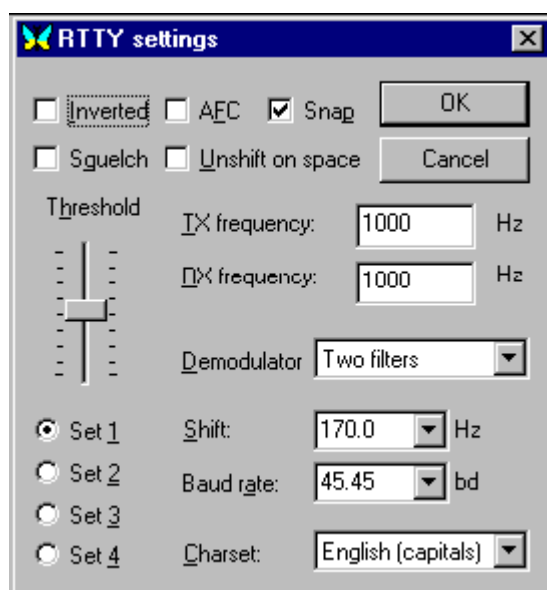 RTTY settings
Inverted AFC Snap OK
Squelch Unshift on space Cancel
Threshold
TX frequency: 1000 Hz
DX frequency: 1000 Hz
Demodulator Two filters
Set 1 Shift: 170.0 Hz
Set 2 Baud rate: 45.45 bd
Set 3
Set 4 Charset: English (capitals)